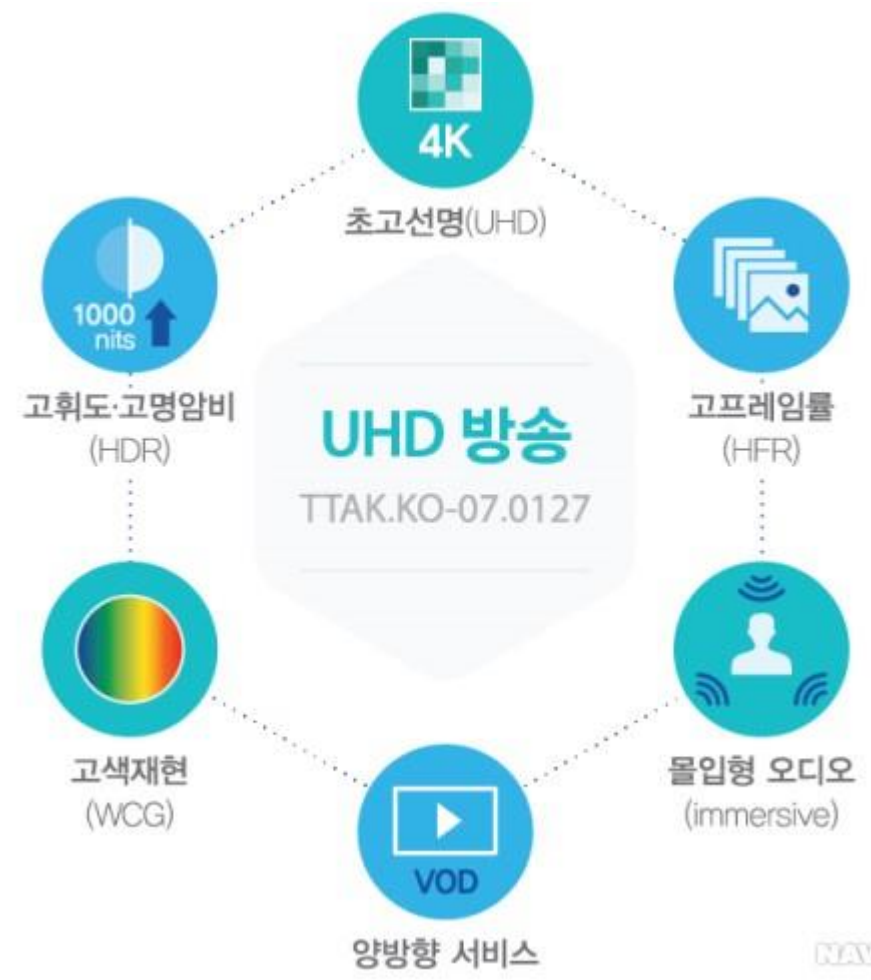 4K
초고선명(UHD)
1000
nits
고휘도·고명암비
(HDR)
고프레임률
(HFR)
UHD 방송
TTAK.KO-07.0127
고색재현
(WCG)
몰입형 오디오
(immersive)
VOD
양방향 서비스